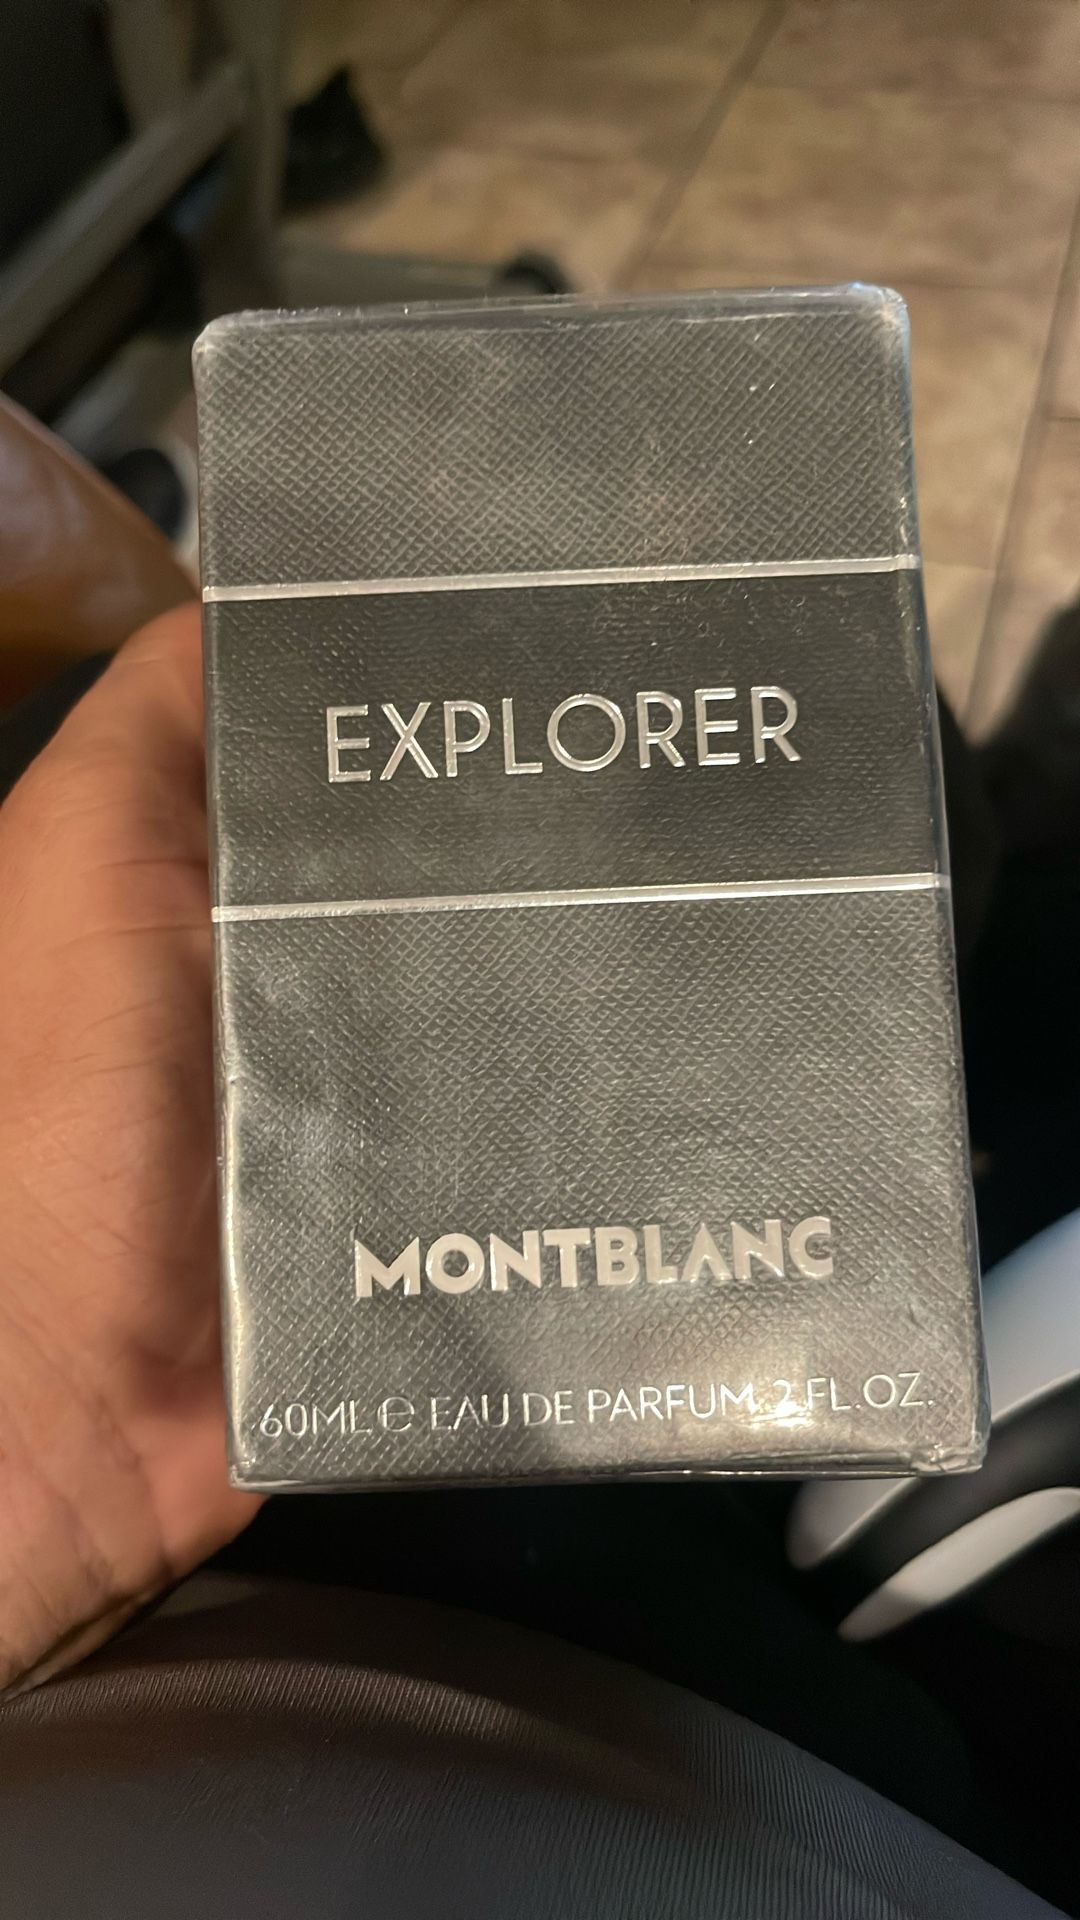 EXPLORER
MONTBLANC
60ML ℮ EAU DE PARFUM 2 FL.OZ.